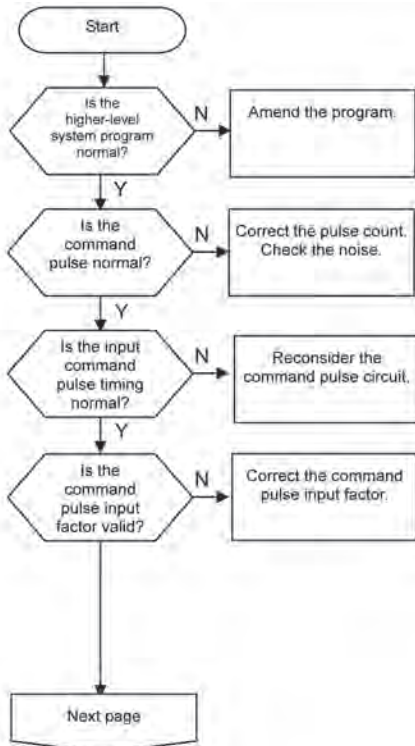 Start
Is the
higher-level
system program
normal?
N
Amend the program.
Y
Is the
command
pulse normal?
N
Correct the pulse count.
Check the noise.
Y
Is the input
command
pulse timing
normal?
N
Reconsider the
command pulse circuit.
Y
Is the
command
pulse input
factor valid?
N
Correct the command
pulse input factor.
Next page